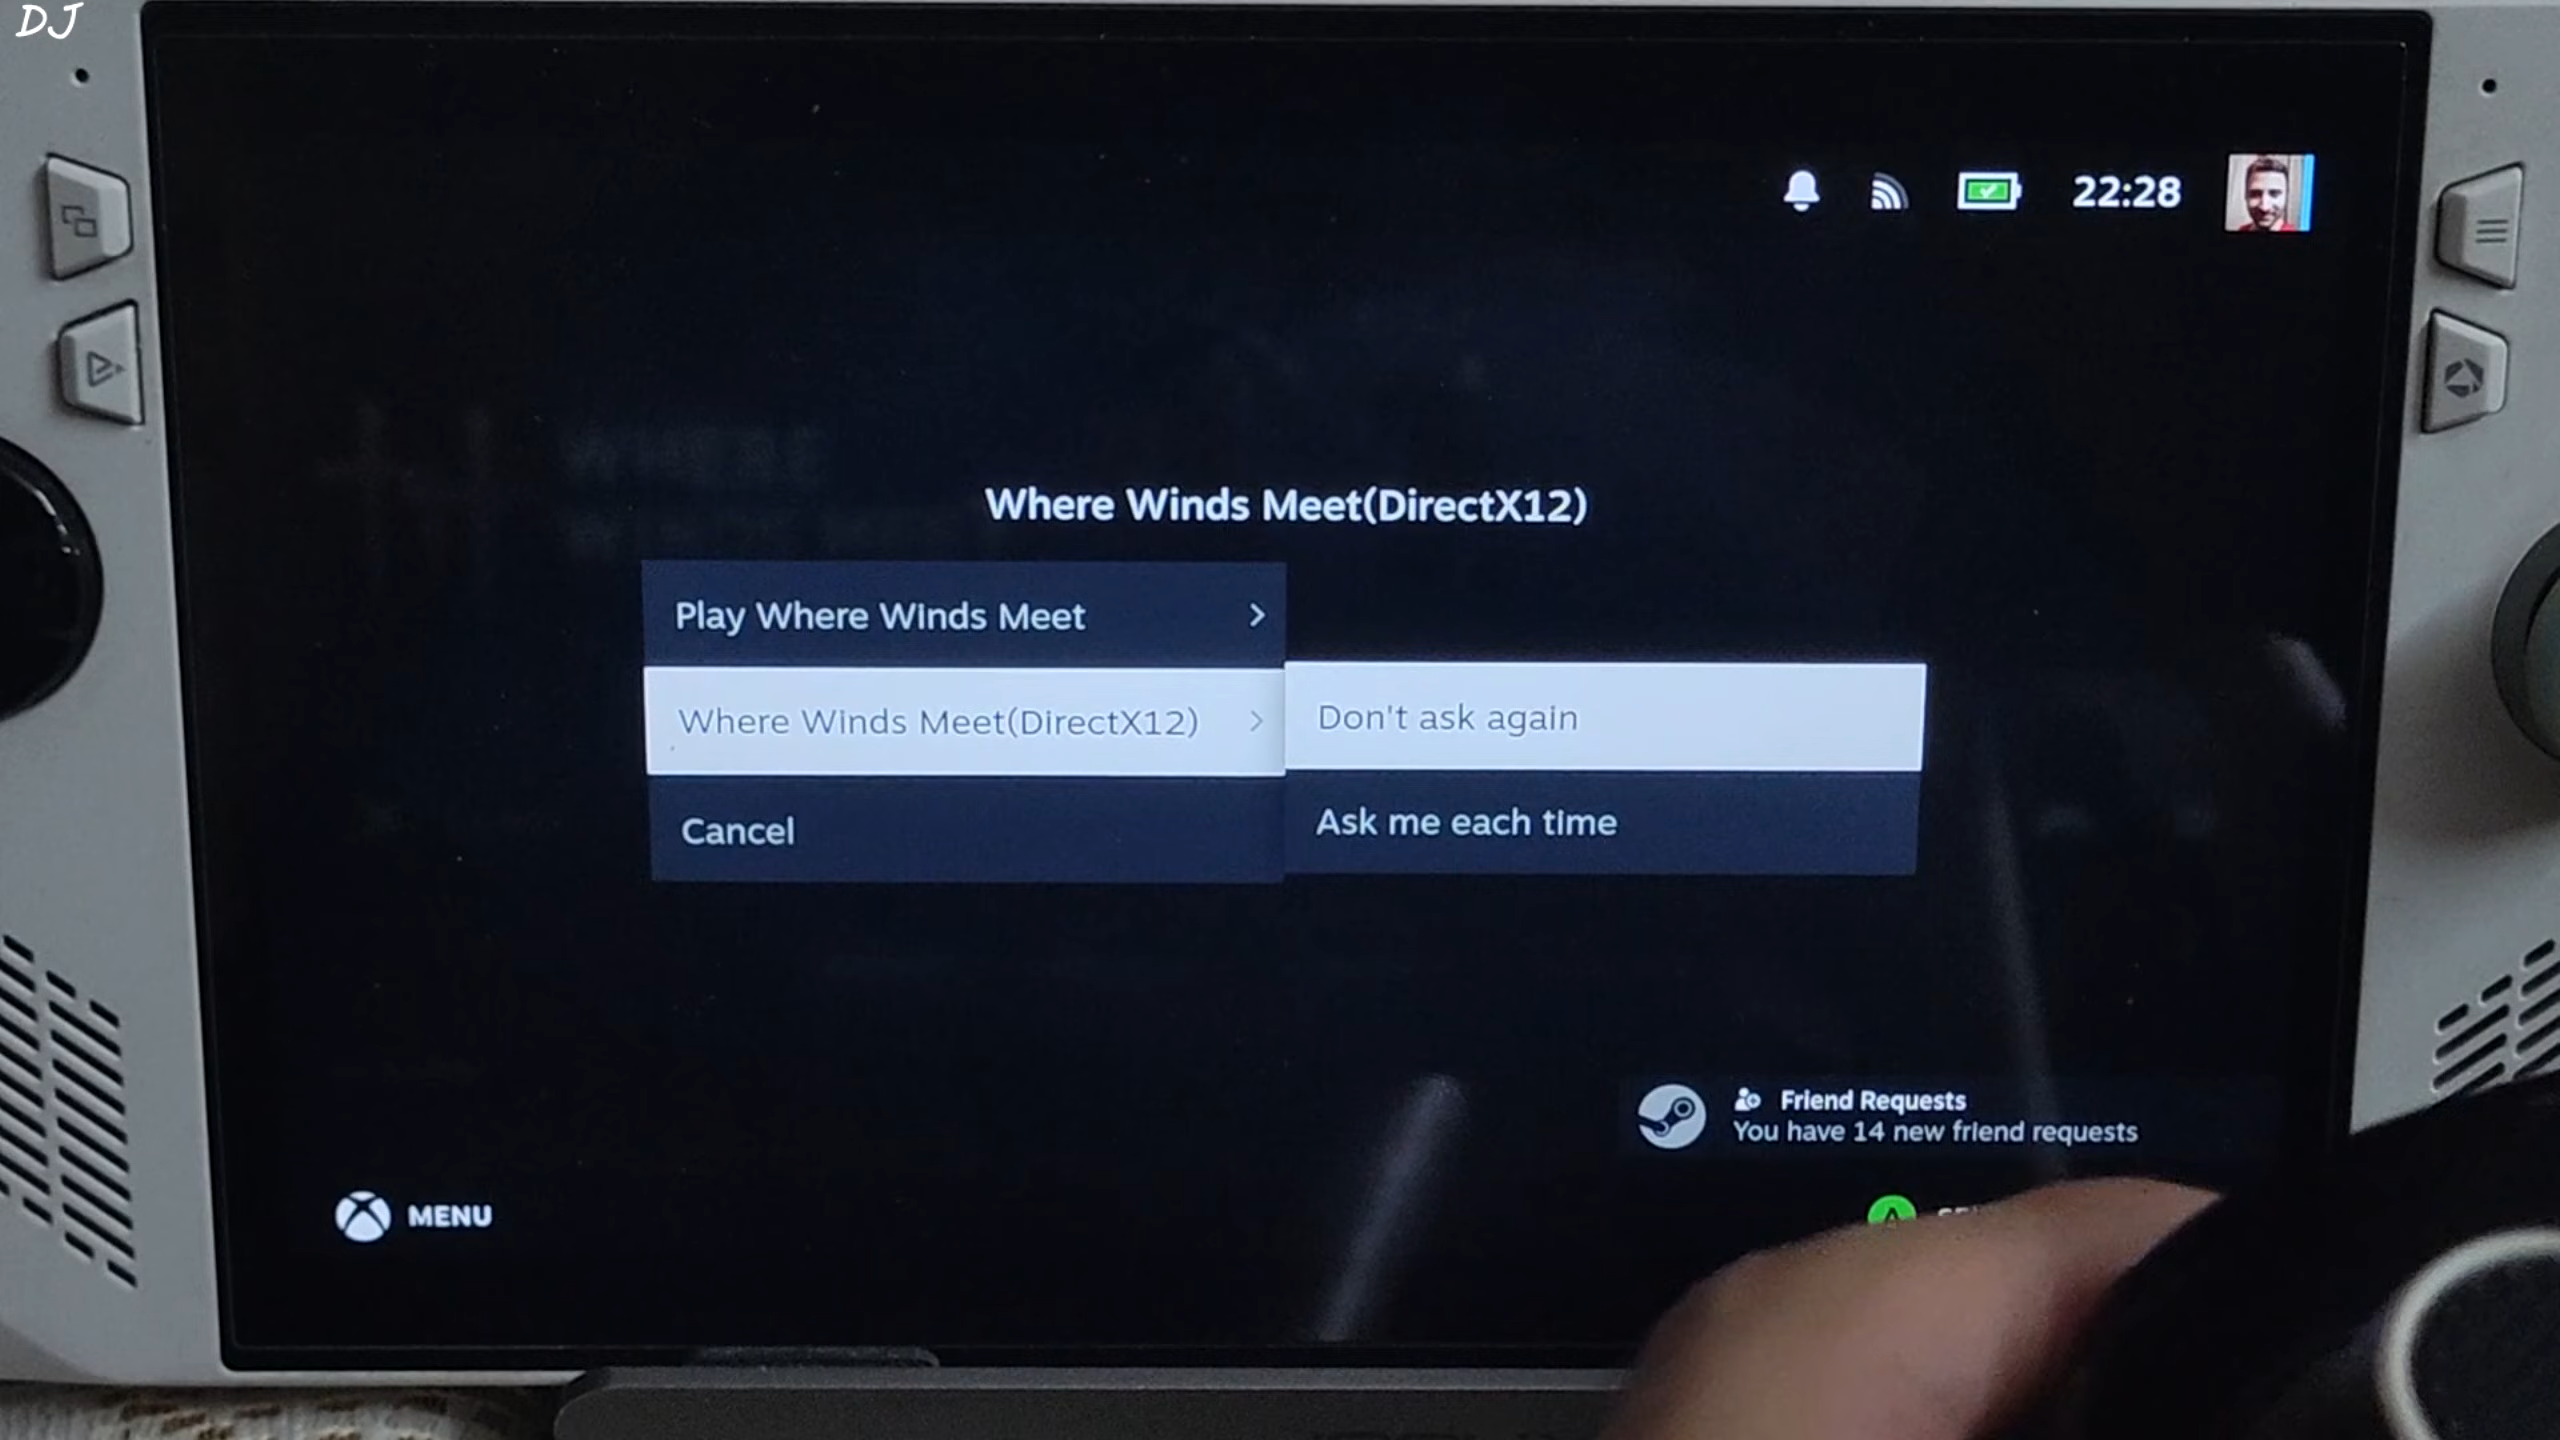 DJ
22:28
Where Winds Meet(DirectX12)
Play Where Winds Meet
Where Winds Meet(DirectX12)
Don't ask again
Cancel
Ask me each time
Friend Requests
You have 14 new friend requests
MENU
A